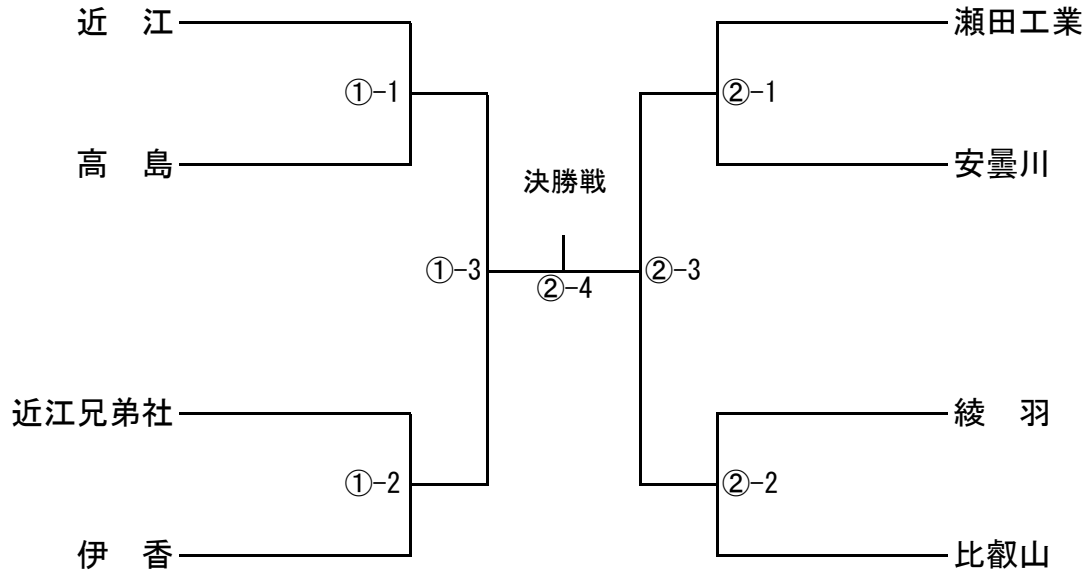 近　江
①-1
高　島
①-3
近江兄弟社
①-2
伊　香
決勝戦
②-4
瀬田工業
②-1
安曇川
②-3
綾　羽
②-2
比叡山